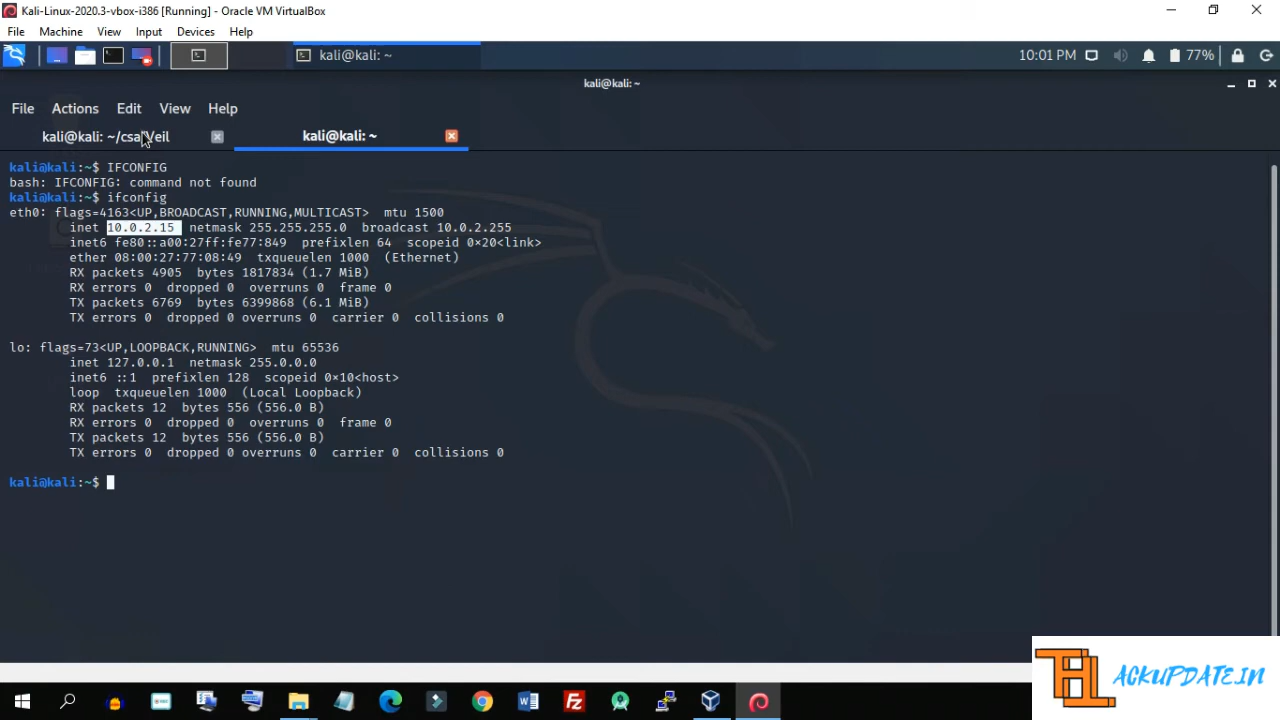 Kali-Linux-2020.3-vbox-i386 [Running] - Oracle VM VirtualBox
File Machine View Input Devices Help
kali@kali: ~ 10:01 PM 77%
kali@kali: ~
File Actions Edit View Help
kali@kali: ~/csa/Veil kali@kali: ~
kali@kali:~$ IFCONFIG
bash: IFCONFIG: command not found
kali@kali:~$ ifconfig
eth0: flags=4163<UP,BROADCAST,RUNNING,MULTICAST> mtu 1500
inet 10.0.2.15 netmask 255.255.255.0 broadcast 10.0.2.255
inet6 fe80::a00:27ff:fe77:849 prefixlen 64 scopeid 0×20<link>
ether 08:00:27:77:08:49 txqueuelen 1000 (Ethernet)
RX packets 4905 bytes 1817834 (1.7 MiB)
RX errors 0 dropped 0 overruns 0 frame 0
TX packets 6769 bytes 6399868 (6.1 MiB)
TX errors 0 dropped 0 overruns 0 carrier 0 collisions 0
lo: flags=73<UP,LOOPBACK,RUNNING> mtu 65536
inet 127.0.0.1 netmask 255.0.0.0
inet6 ::1 prefixlen 128 scopeid 0×10<host>
loop txqueuelen 1000 (Local Loopback)
RX packets 12 bytes 556 (556.0 B)
RX errors 0 dropped 0 overruns 0 frame 0
TX packets 12 bytes 556 (556.0 B)
TX errors 0 dropped 0 overruns 0 carrier 0 collisions 0
kali@kali:~$
ACKUPDATE.IN